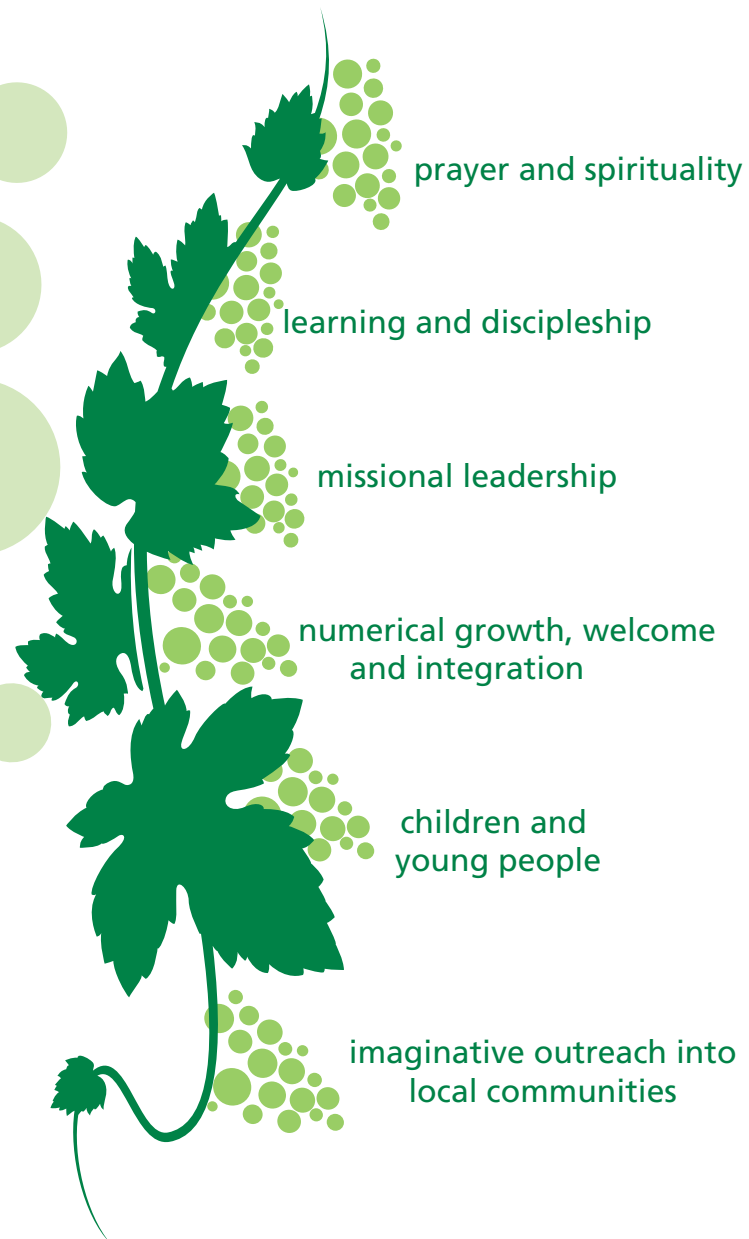 prayer and spirituality
learning and discipleship
missional leadership
numerical growth, welcome
and integration
children and
young people
imaginative outreach into
local communities